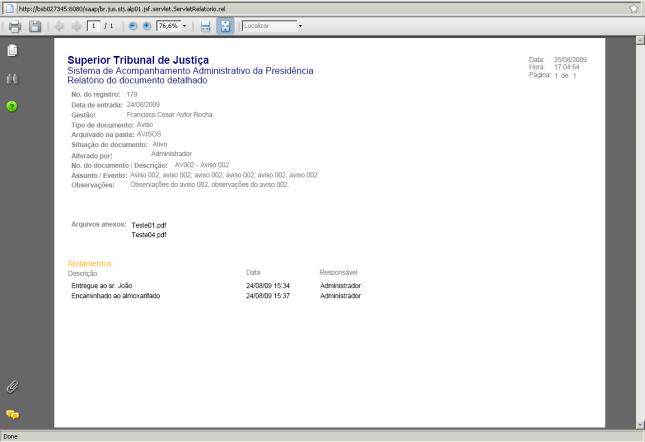 http://bsb027345:8080/saap/br.jus.stj.alp01.jsf.servlet.ServletRelatorio.rel
1 / 1 76,6% Localizar
Superior Tribunal de Justiça
Sistema de Acompanhamento Administrativo da Presidência
Relatório do documento detalhado
Data: 25/08/2009
Hora: 17:04:54
Página: 1 de 1
No. do registro: 179
Data de entrada: 24/08/2009
Gestão: Francisco Cesar Asfor Rocha
Tipo de documento: Aviso
Arquivado na pasta: AVISOS
Situação do documento: Ativo
Alterado por: Administrador
No. do documento / Descrição: AV002 - Aviso 002
Assunto / Evento: Aviso 002, aviso 002, aviso 002, aviso 002, aviso 002, aviso 002.
Observações: Observações do aviso 002, observações do aviso 002.
Arquivos anexos: Teste01.pdf
Teste04.pdf
Andamentos:
Descrição Data Responsável
Entregue ao sr. João 24/08/09 15:34 Administrador
Encaminhado ao almoxarifado 24/08/09 15:37 Administrador
Done